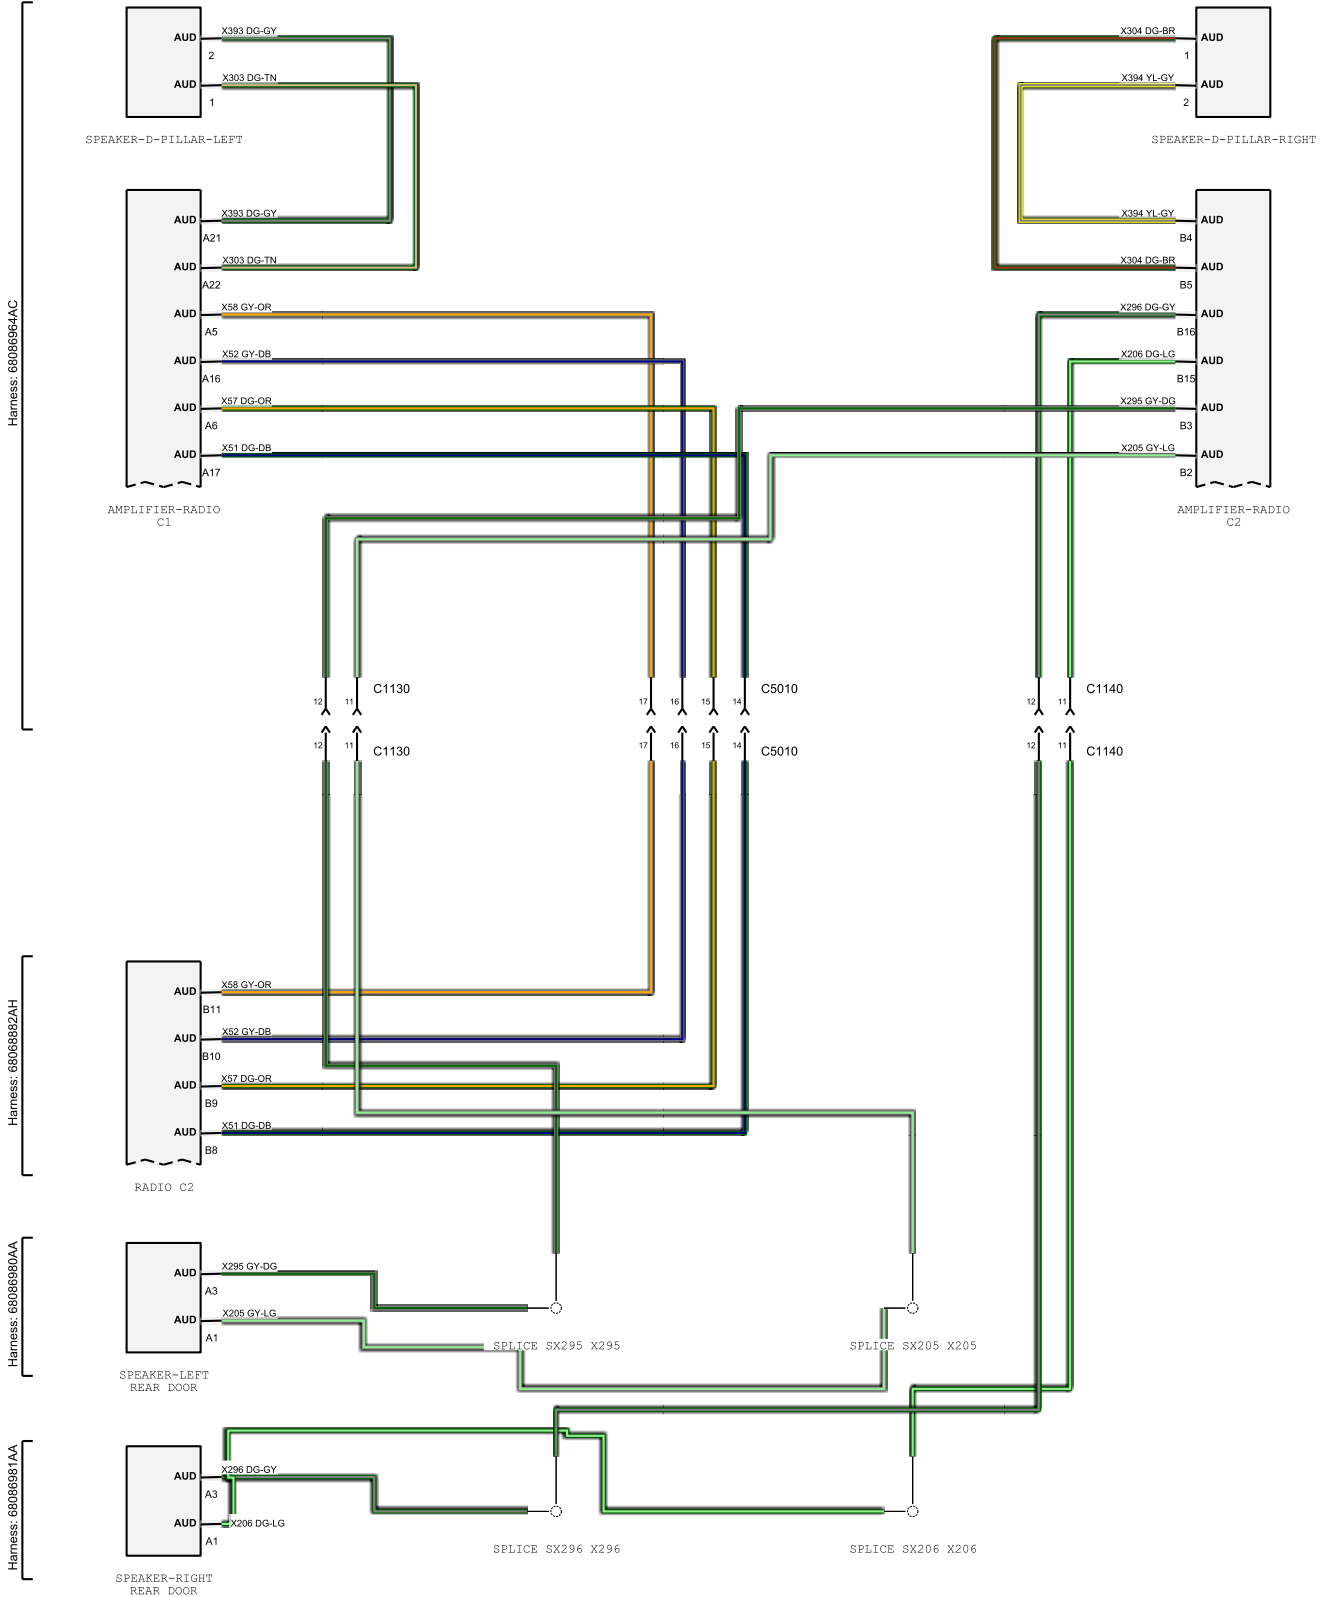 X393 DG-GY
AUD
2
X303 DG-TN
AUD
1
SPEAKER-D-PILLAR-LEFT
X304 DG-BR
AUD
1
X394 YL-GY
AUD
2
SPEAKER-D-PILLAR-RIGHT
Harness: 68086964AC
X393 DG-GY
AUD
A21
X303 DG-TN
AUD
A22
X58 GY-OR
AUD
A5
X52 GY-DB
AUD
A16
X57 DG-OR
AUD
A6
X51 DG-DB
AUD
A17
AMPLIFIER-RADIO
C1
X394 YL-GY
AUD
B4
X304 DG-BR
AUD
B5
X296 DG-GY
AUD
B16
X206 DG-LG
AUD
B15
X295 GY-DG
AUD
B3
X205 GY-LG
AUD
B2
AMPLIFIER-RADIO
C2
12 11 C1130 17 16 15 14 C5010 12 11 C1140
12 11 C1130 17 16 15 14 C5010 12 11 C1140
Harness: 68068882AH
X58 GY-OR
AUD
B11
X52 GY-DB
AUD
B10
X57 DG-OR
AUD
B9
X51 DG-DB
AUD
B8
RADIO C2
Harness: 68086980AA
X295 GY-DG
AUD
A3
X205 GY-LG
AUD
A1
SPEAKER-LEFT
REAR DOOR
SPLICE SX295 X295
SPLICE SX205 X205
Harness: 68086981AA
X296 DG-GY
AUD
A3
AUD
X206 DG-LG
A1
SPEAKER-RIGHT
REAR DOOR
SPLICE SX296 X296
SPLICE SX206 X206